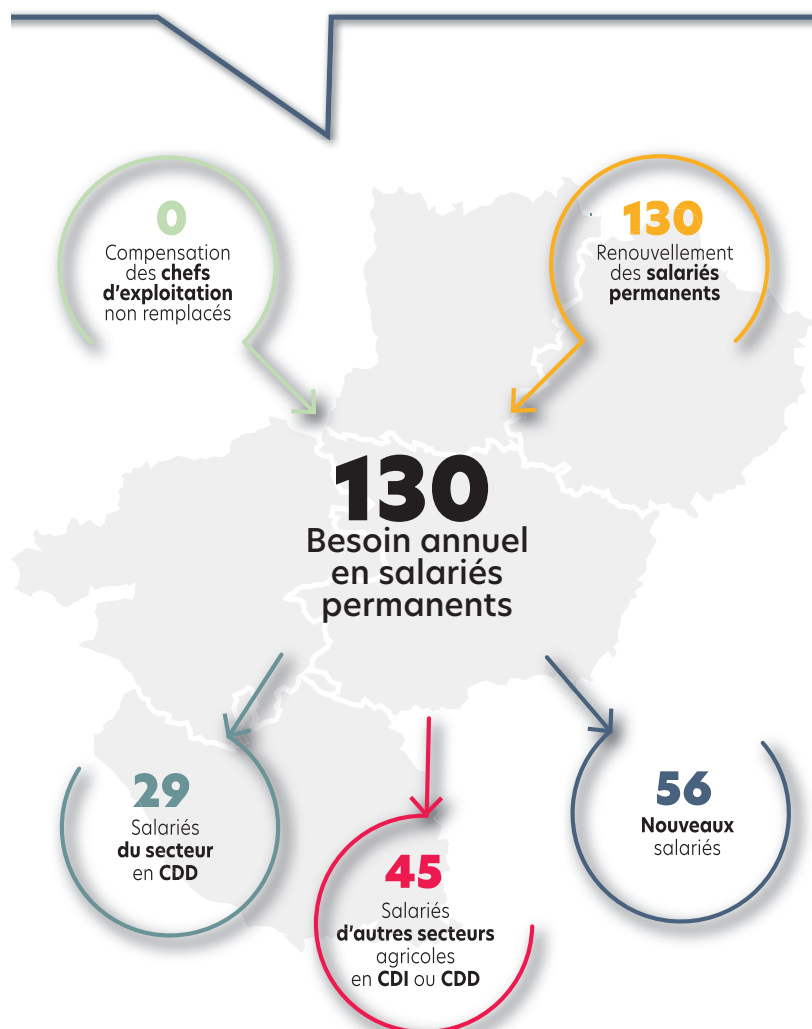 0
Compensation
des chefs
d'exploitation
non remplacés
130
Renouvellement
des salariés
permanents
130
Besoin annuel
en salariés
permanents
29
Salariés
du secteur
en CDD
45
Salariés
d'autres secteurs
agricoles
en CDI ou CDD
56
Nouveaux
salariés